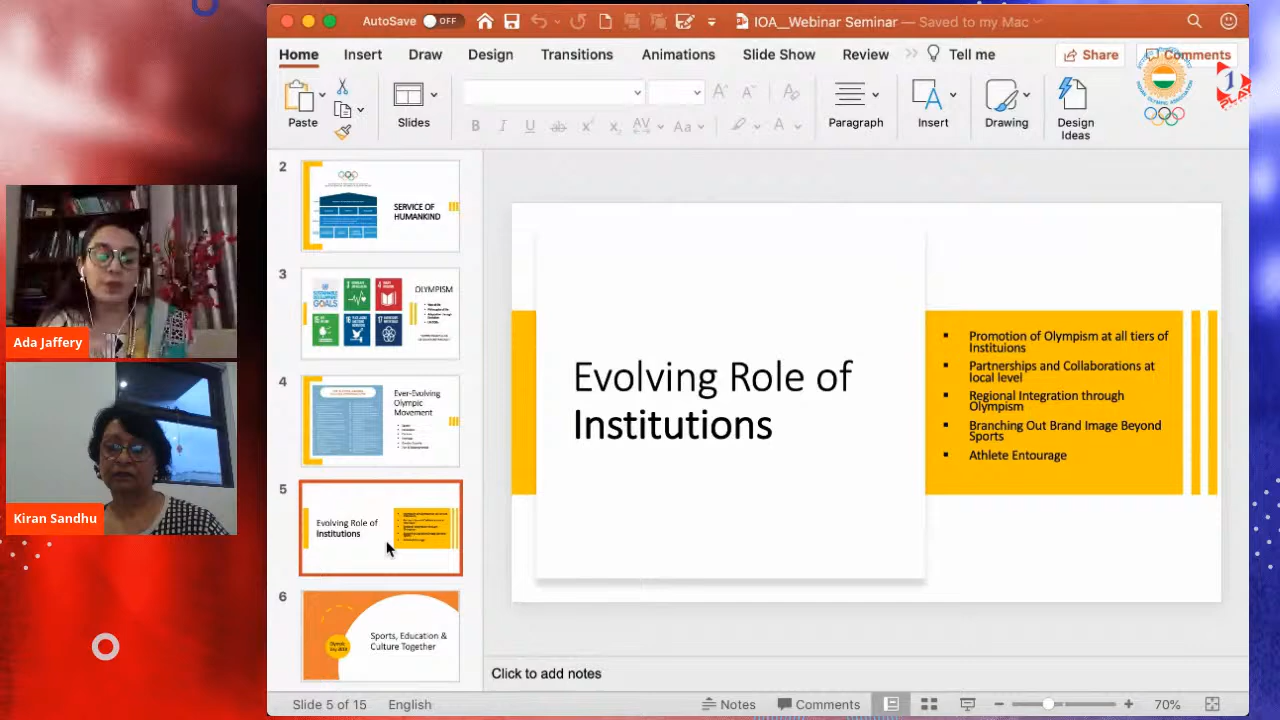 AutoSave OFF
IOA__Webinar Seminar — Saved to my Mac
Home Insert Draw Design Transitions Animations Slide Show Review Tell me Share Comments
Paste Slides Paragraph Insert Drawing Design
Ideas
B I U ab x² x₂ AV Aa A
2
SERVICE OF
HUMANKIND
3
OLYMPISM
4
Ever-Evolving
Olympic
Movement
5
Evolving Role of
Institutions
6
Sports, Education &
Culture Together
Evolving Role of
Institutions
▪ Promotion of Olympism at all tiers of
Instituions
▪ Partnerships and Collaborations at
local level
▪ Regional Integration through
Olympism
▪ Branching Out Brand Image Beyond
Sports
▪ Athlete Entourage
Click to add notes
Slide 5 of 15 English Notes Comments 70%
Ada Jaffery
Kiran Sandhu